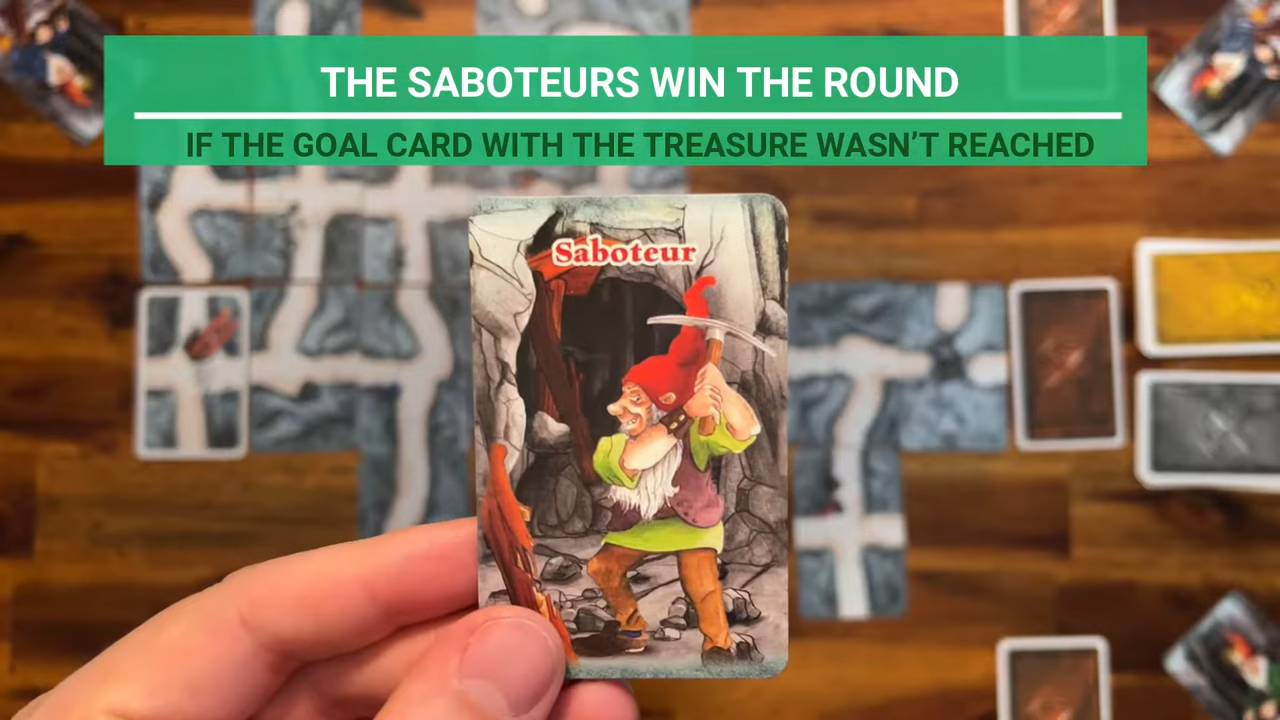 THE SABOTEURS WIN THE ROUND
IF THE GOAL CARD WITH THE TREASURE WASN’T REACHED
Saboteur